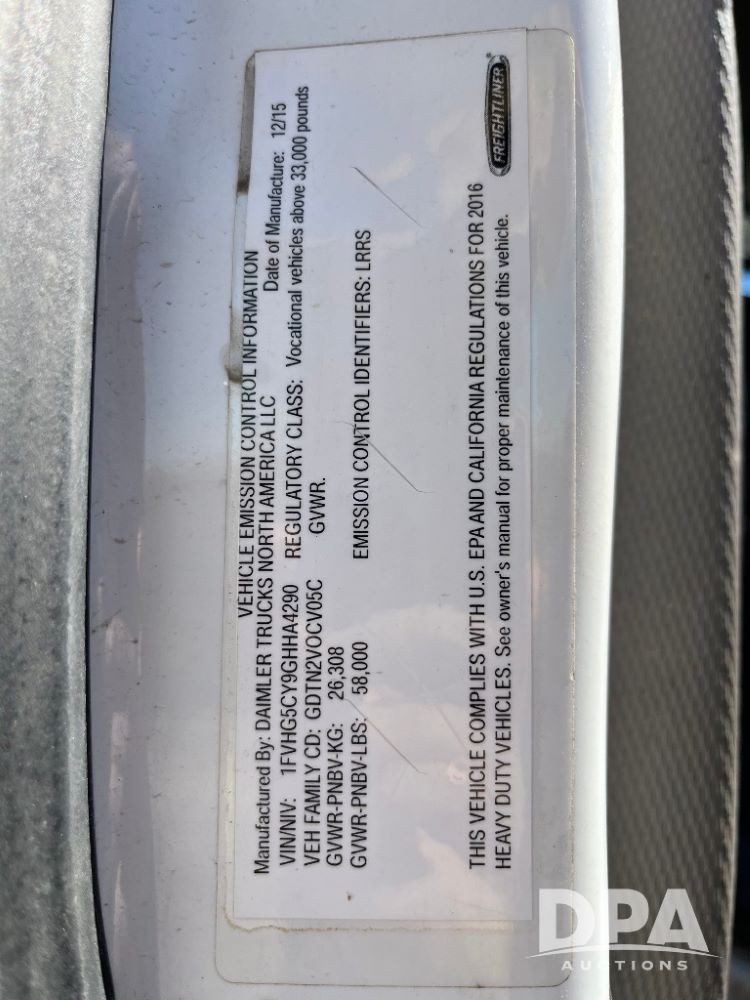 VEHICLE EMISSION CONTROL INFORMATION
Manufactured By: DAIMLER TRUCKS NORTH AMERICA LLC Date of Manufacture: 12/15
VIN/NIV: 1FVHG5CY9GHHA4290 REGULATORY CLASS: Vocational vehicles above 33,000 pounds
VEH FAMILY CD: GDTN2VOCV05C GVWR.
GVWR-PNBV-KG: 26,308
GVWR-PNBV-LBS: 58,000 EMISSION CONTROL IDENTIFIERS: LRRS
THIS VEHICLE COMPLIES WITH U.S. EPA AND CALIFORNIA REGULATIONS FOR 2016
HEAVY DUTY VEHICLES. See owner's manual for proper maintenance of this vehicle.
FREIGHTLINER
DPA
AUCTIONS